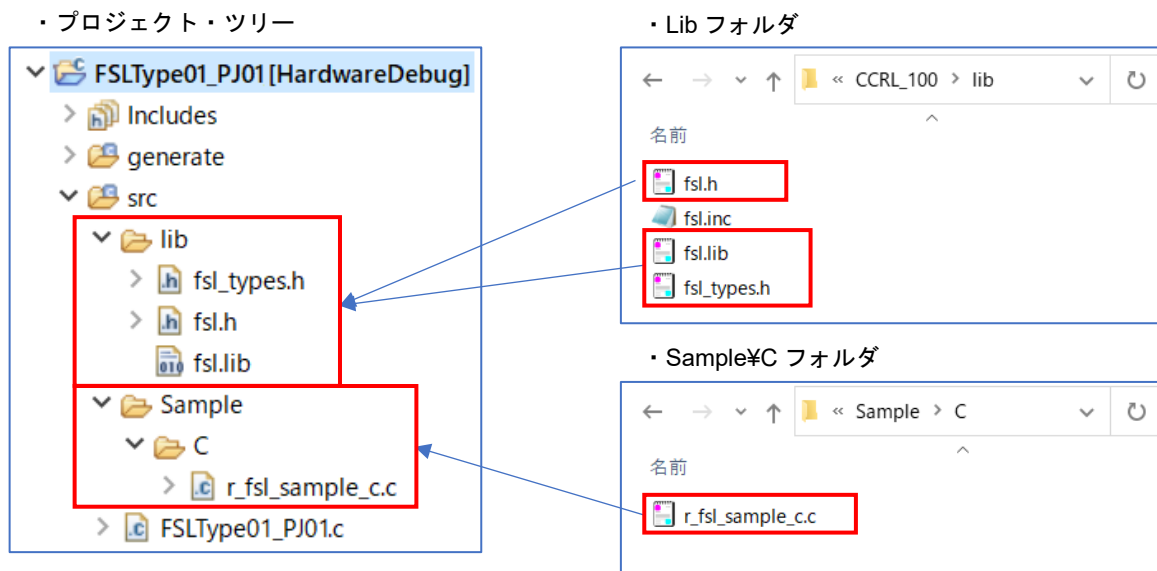 ・プロジェクト・ツリー
FSLType01_PJ01 [HardwareDebug]
Includes
generate
src
lib
fsl_types.h
fsl.h
fsl.lib
Sample
C
r_fsl_sample_c.c
FSLType01_PJ01.c
・Lib フォルダ
« CCRL_100 > lib
名前
fsl.h
fsl.inc
fsl.lib
fsl_types.h
・Sample¥C フォルダ
« Sample > C
名前
r_fsl_sample_c.c